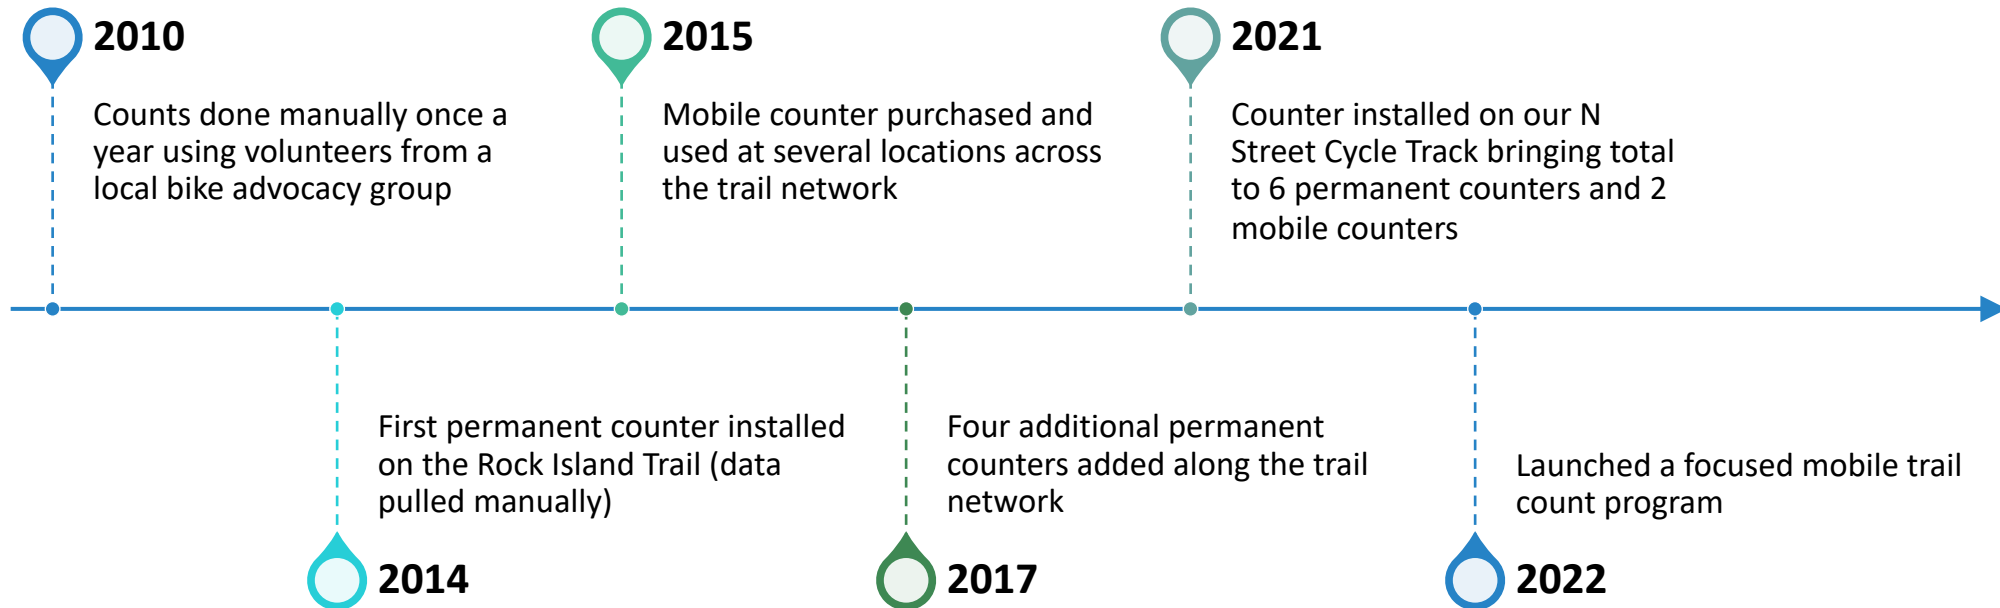 2010
Counts done manually once a
year using volunteers from a
local bike advocacy group
2014
First permanent counter installed
on the Rock Island Trail (data
pulled manually)
2015
Mobile counter purchased and
used at several locations across
the trail network
2017
Four additional permanent
counters added along the trail
network
2021
Counter installed on our N
Street Cycle Track bringing total
to 6 permanent counters and 2
mobile counters
2022
Launched a focused mobile trail
count program